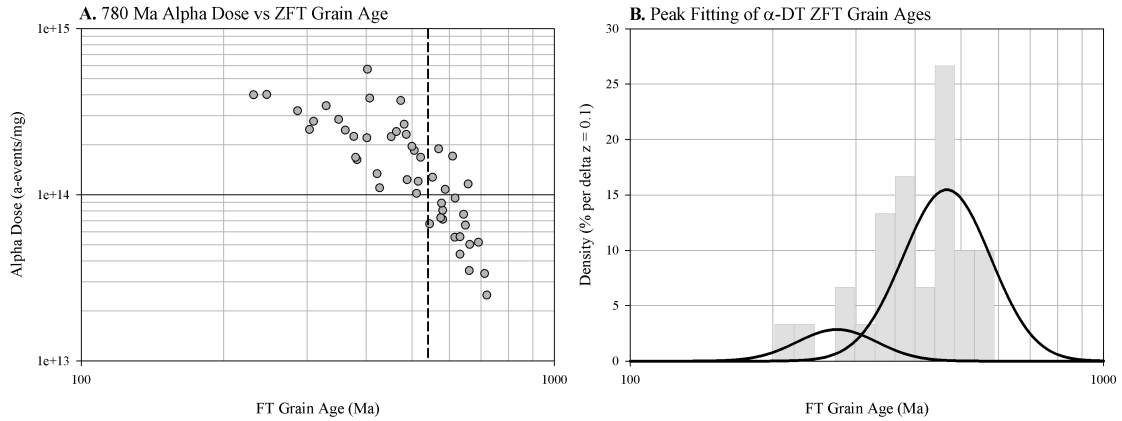 A. 780 Ma Alpha Dose vs ZFT Grain Age
1e+15
1e+14
1e+13
Alpha Dose (a-events/mg)
100
1000
FT Grain Age (Ma)
B. Peak Fitting of α-DT ZFT Grain Ages
30
25
20
15
10
5
0
Density (% per delta z = 0.1)
100
1000
FT Grain Age (Ma)